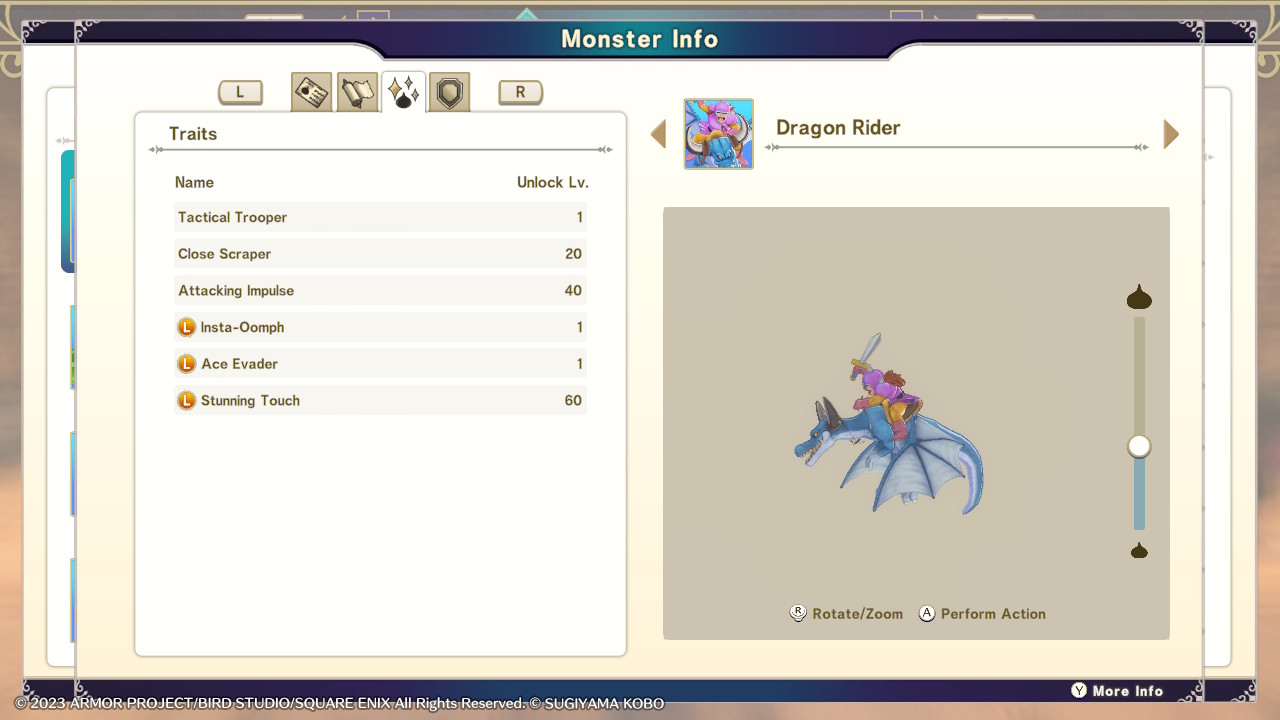 Monster Info
L
R
Traits
Name Unlock Lv.
Tactical Trooper 1
Close Scraper 20
Attacking Impulse 40
L Insta-Oomph 1
L Ace Evader 1
L Stunning Touch 60
Dragon Rider
R Rotate/Zoom A Perform Action
Y More Info
© 2023 ARMOR PROJECT/BIRD STUDIO/SQUARE ENIX All Rights Reserved. © SUGIYAMA KOBO